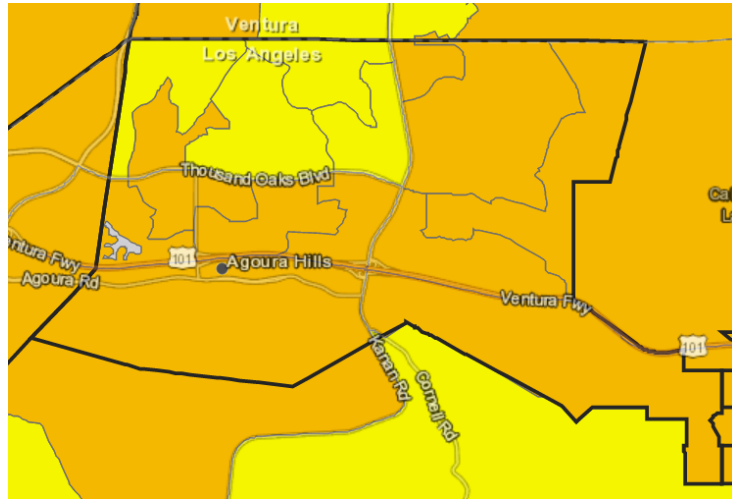 Ventura
Los Angeles
Thousand Oaks Blvd
Ventura Fwy
101
Agoura Hills
Agoura Rd
Ventura Fwy
101
Kanan Rd
Cornell Rd